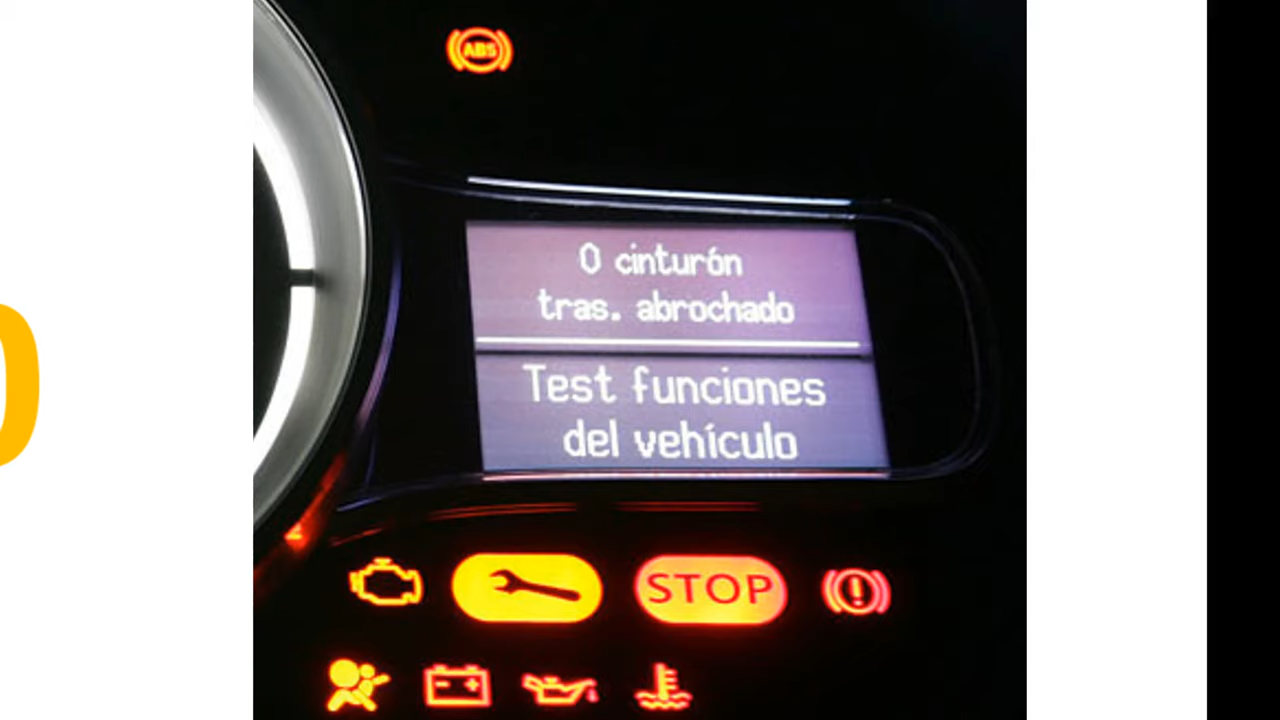 ABS
0 cinturón
tras. abrochado
Test funciones
del vehículo
STOP